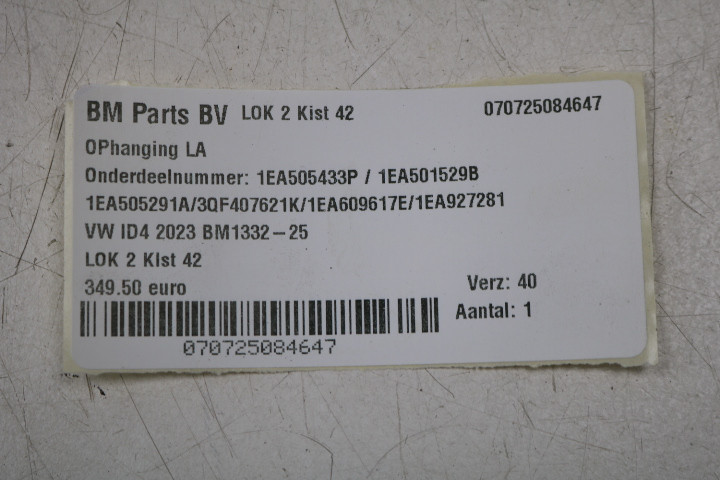 BM Parts BV LOK 2 Kist 42 070725084647
OPhanging LA
Onderdeelnummer: 1EA505433P / 1EA501529B
1EA505291A/3QF407621K/1EA609617E/1EA927281
VW ID4 2023 BM1332-25
LOK 2 Kist 42
349.50 euro Verz: 40
Aantal: 1
070725084647